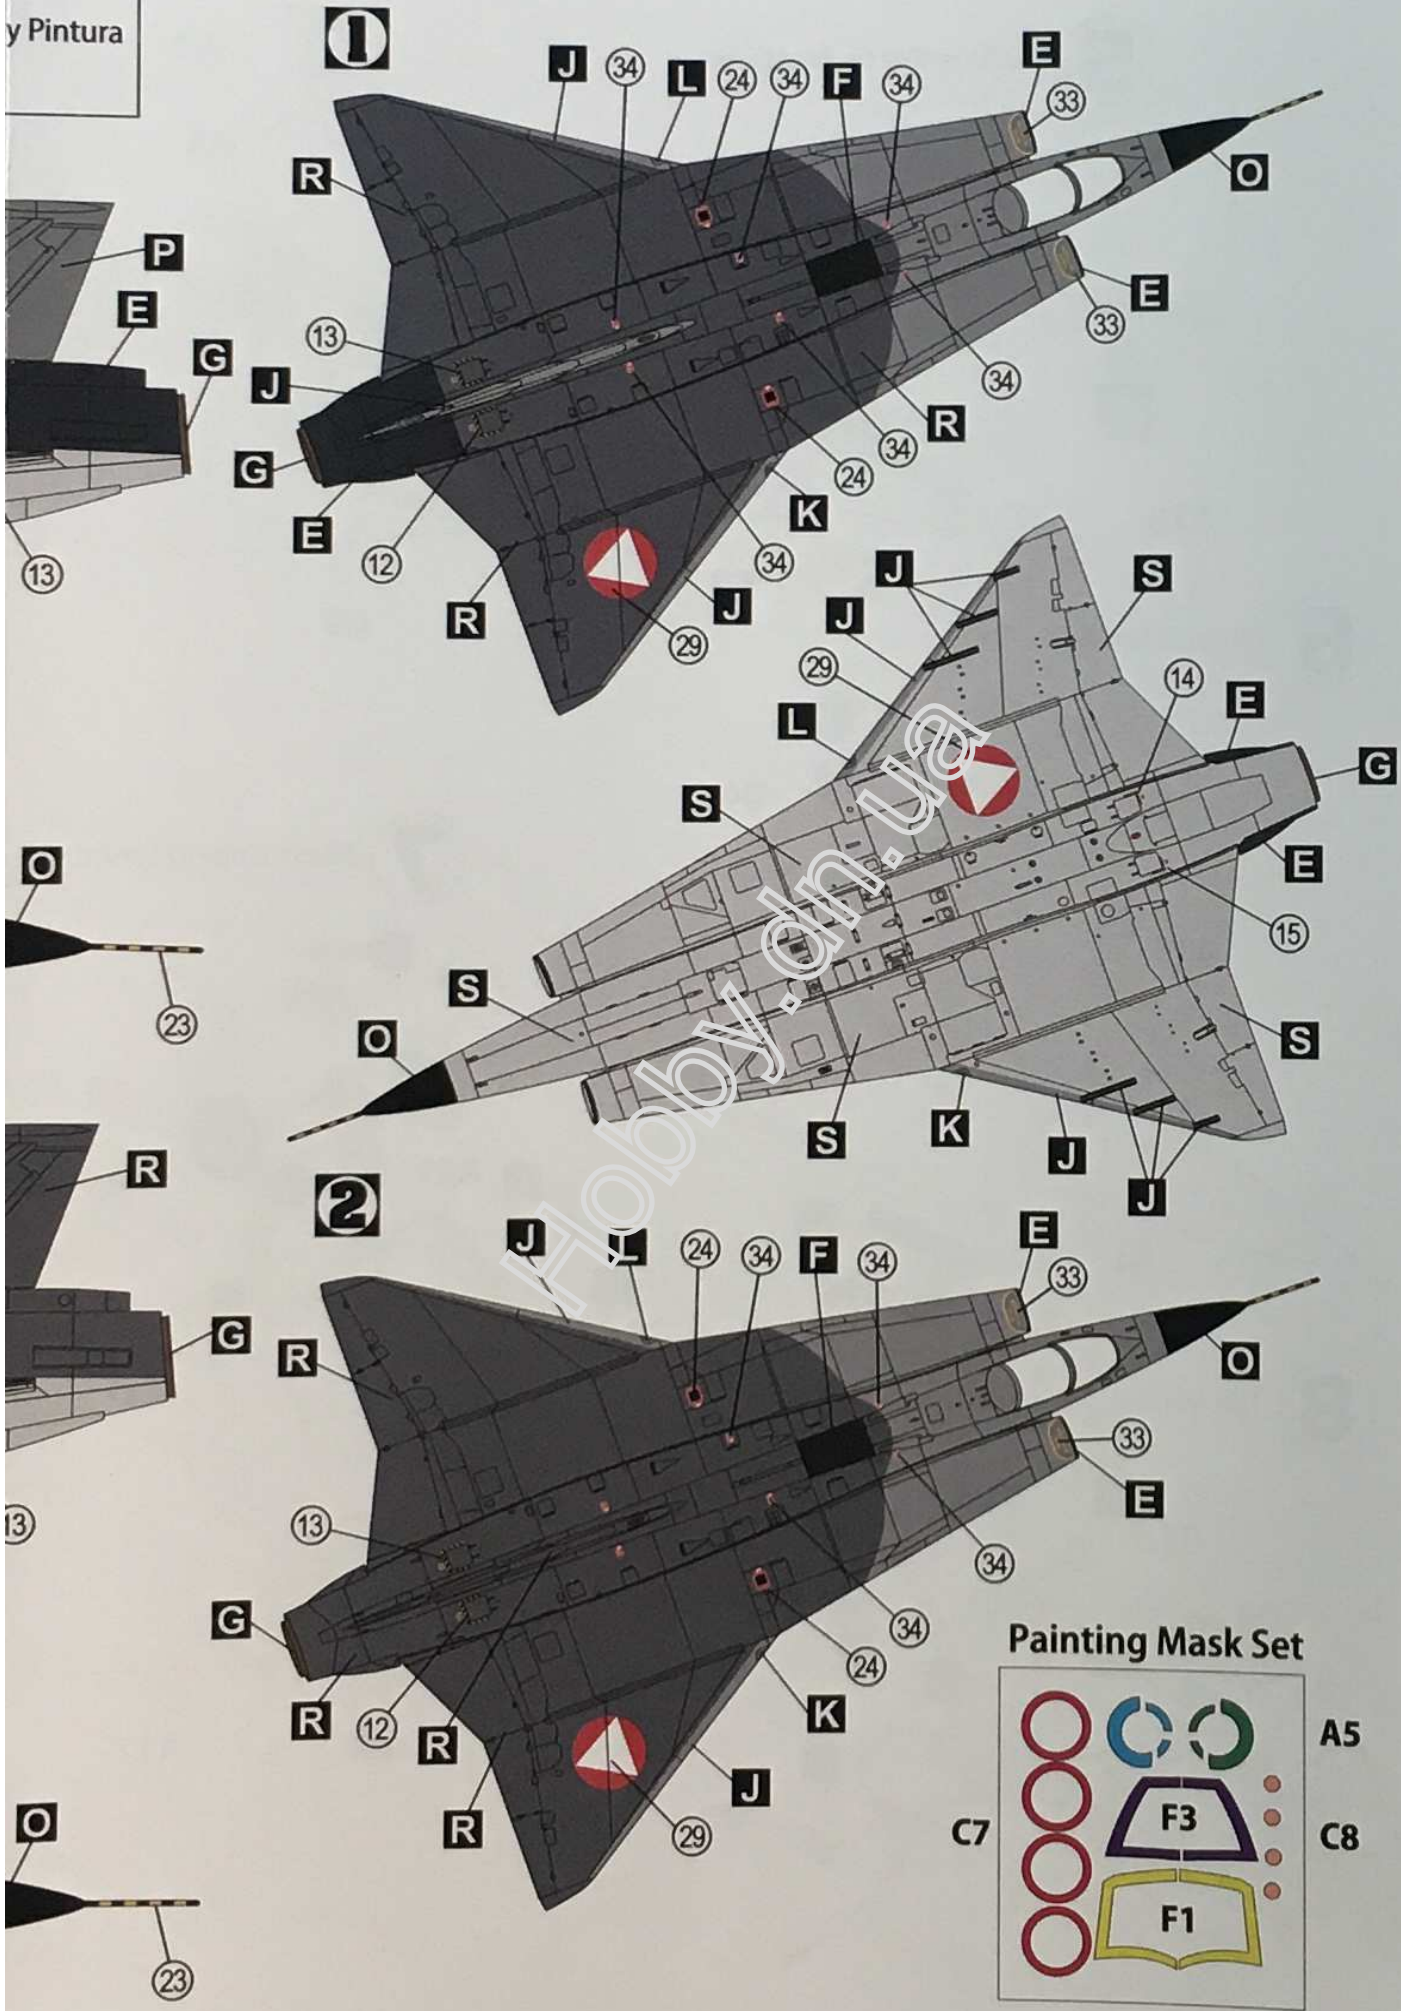 y Pintura
1
J
34
L
24
34
F
34
E
33
O
R
P
E
G
13
J
G
E
12
R
E
33
34
R
34
24
K
34
J
29
13
J
J
29
L
S
14
E
G
S
E
15
S
O
S
S
K
J
J
O
23
2
J
L
24
34
F
34
E
33
O
R
R
G
13
13
G
R
12
R
R
33
E
34
34
24
K
J
29
O
23
Painting Mask Set
A5
F3
C7
C8
F1
Hobby.dn.ua